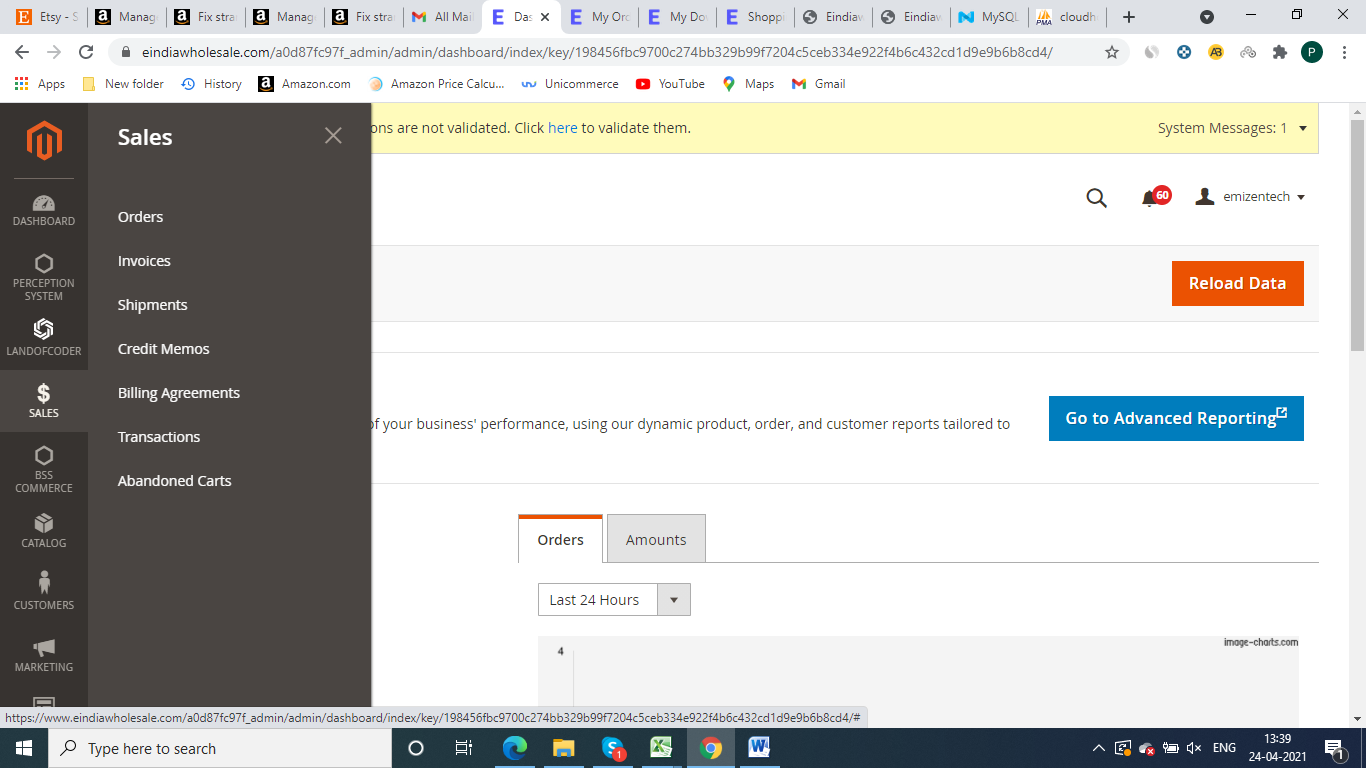 Etsy - S
Manag
Fix stra
Manag
Fix stra
All Mai
Das
My Orc
My Do
Shoppi
Eindiaw
Eindiaw
MySQL
cloudh
eindiawholesale.com/a0d87fc97f_admin/admin/dashboard/index/key/198456fbc9700c274bb329b99f7204c5ceb334e922f4b6c432cd1d9e9b6b8cd4/
AB
P
Apps
New folder
History
Amazon.com
Amazon Price Calcu...
Unicommerce
YouTube
Maps
Gmail
Sales
ons are not validated. Click here to validate them.
System Messages: 1
DASHBOARD
Orders
60
emizentech
Invoices
PERCEPTION
SYSTEM
Reload Data
Shipments
LANDOFCODER
Credit Memos
SALES
Billing Agreements
of your business' performance, using our dynamic product, order, and customer reports tailored to
Go to Advanced Reporting
Transactions
BSS
COMMERCE
Abandoned Carts
CATALOG
Orders
Amounts
CUSTOMERS
Last 24 Hours
MARKETING
image-charts.com
4
https://www.eindiawholesale.com/a0d87fc97f_admin/admin/dashboard/index/key/198456fbc9700c274bb329b99f7204c5ceb334e922f4b6c432cd1d9e9b6b8cd4/#
Type here to search
1
ENG
13:39
24-04-2021
1